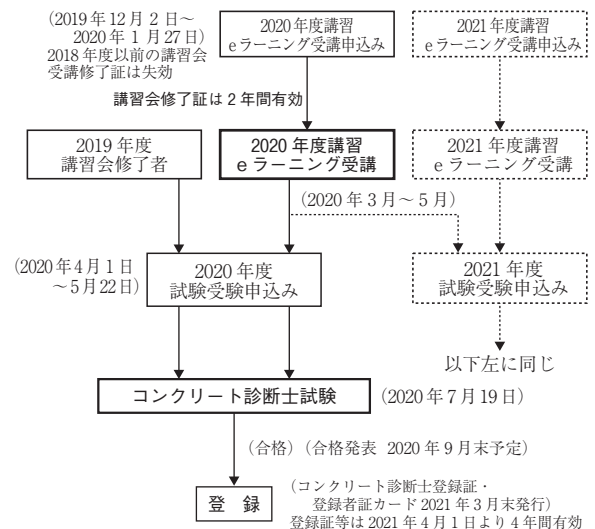 (2019年12月2日~
2020年1月27日)
2018年度以前の講習会
受講修了証は失効
2020年度講習
eラーニング受講申込み
2021年度講習
eラーニング受講申込み
講習会修了証は2年間有効
2019年度
講習会修了者
2020年度講習
eラーニング受講
2021年度講習
eラーニング受講
(2020年3月~5月)
(2020年4月1日
~5月22日)
2020年度
試験受験申込み
2021年度
試験受験申込み
以下左に同じ
コンクリート診断士試験
(2020年7月19日)
(合格)(合格発表 2020年9月末予定)
登 録
(コンクリート診断士登録証・
登録者証カード2021年3月末発行)
登録証等は2021年4月1日より4年間有効